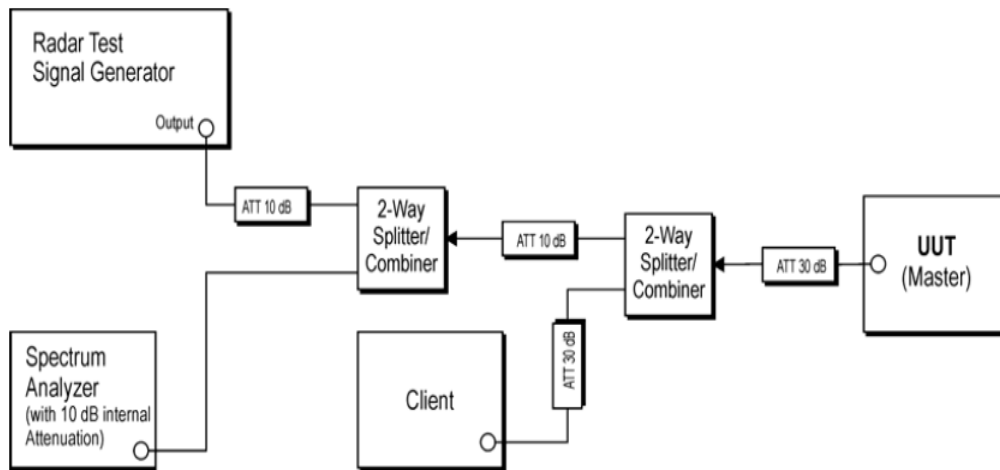 Radar Test
Signal Generator
Output
ATT 10 dB
2-Way
Splitter/
Combiner
ATT 10 dB
2-Way
Splitter/
Combiner
ATT 30 dB
UUT
(Master)
Spectrum
Analyzer
(with 10 dB internal
Attenuation)
Client
ATT 30 dB